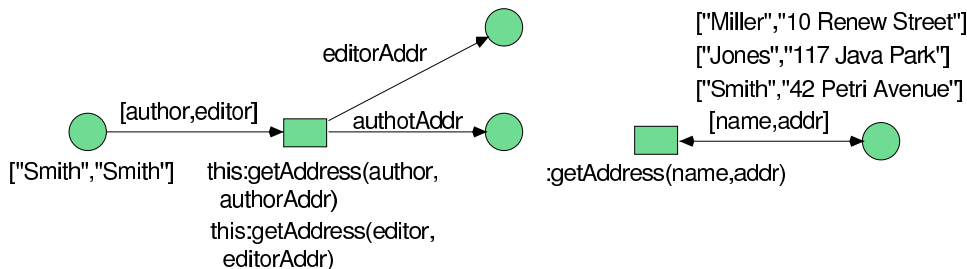 ["Miller","10 Renew Street"]
["Jones","117 Java Park"]
["Smith","42 Petri Avenue"]
editorAddr
[author,editor]
authotAddr
[name,addr]
["Smith","Smith"]
this:getAddress(author,
authorAddr)
this:getAddress(editor,
editorAddr)
:getAddress(name,addr)